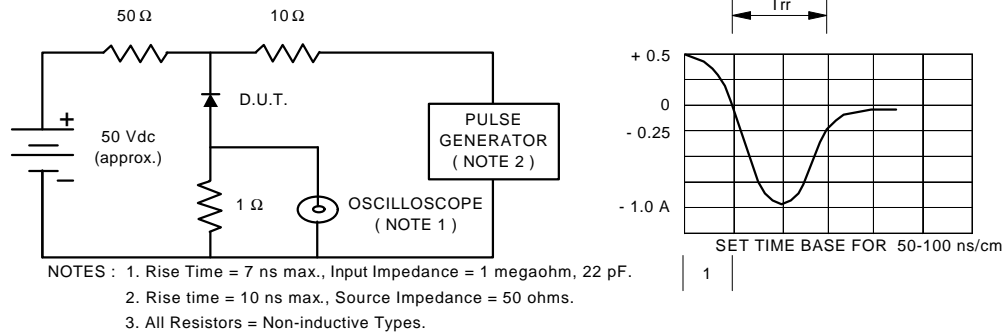 50 Ω
10 Ω
Trr
+ 0.5
D.U.T.
+
50 Vdc
(approx.)
−
PULSE
GENERATOR
( NOTE 2 )
0
- 0.25
1 Ω
OSCILLOSCOPE
( NOTE 1 )
- 1.0 A
SET TIME BASE FOR 50-100 ns/cm
1
NOTES : 1. Rise Time = 7 ns max., Input Impedance = 1 megaohm, 22 pF.
2. Rise time = 10 ns max., Source Impedance = 50 ohms.
3. All Resistors = Non-inductive Types.